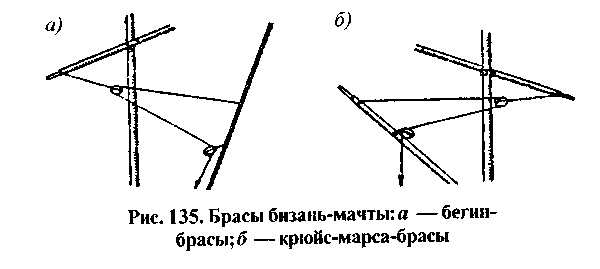 а)
б)
Рис. 135. Брасы бизань-мачты: а — бегин-
брасы; б — крюйс-марса-брасы